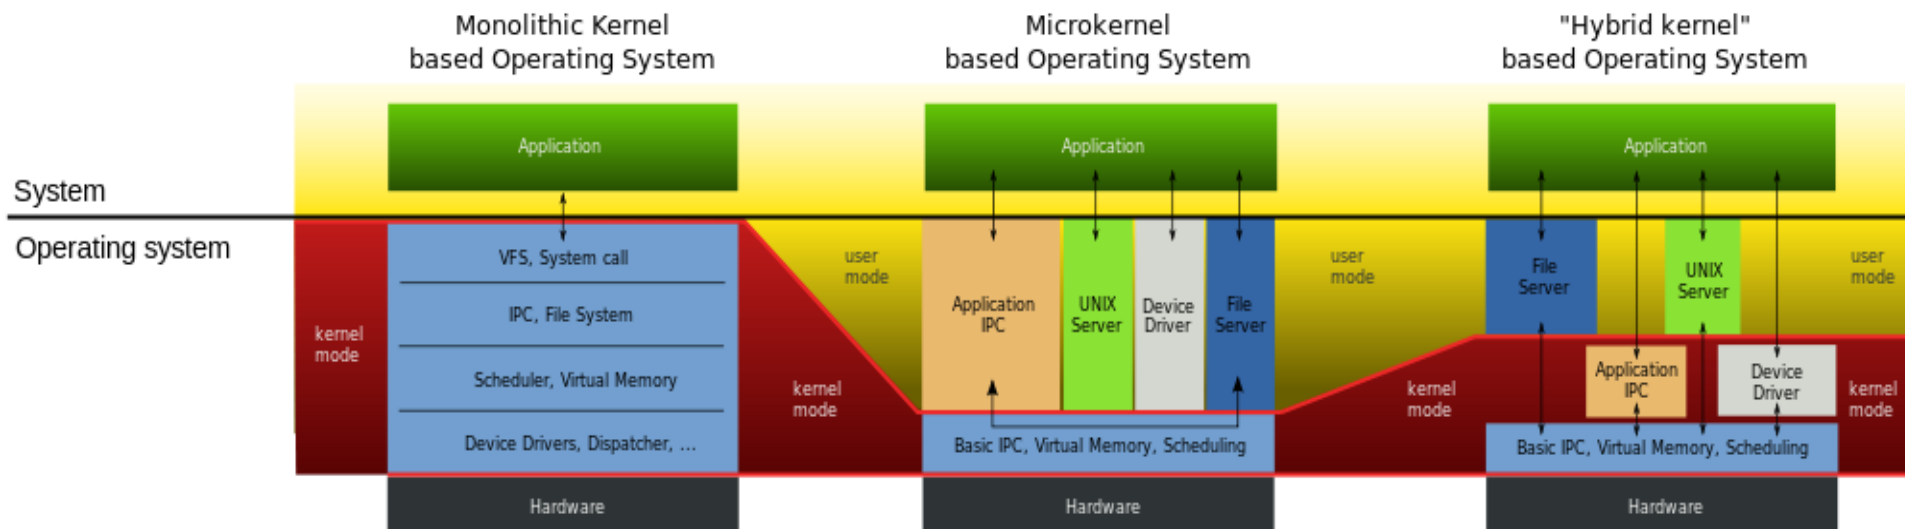 Monolithic Kernel
based Operating System
Microkernel
based Operating System
"Hybrid kernel"
based Operating System
Application
Application
Application
System
Operating system
VFS, System call
IPC, File System
Scheduler, Virtual Memory
Device Drivers, Dispatcher, ...
kernel
mode
kernel
mode
user
mode
Application
IPC
UNIX
Server
Device
Driver
File
Server
Basic IPC, Virtual Memory, Scheduling
user
mode
kernel
mode
File
Server
UNIX
Server
Application
IPC
Device
Driver
user
mode
kernel
mode
Basic IPC, Virtual Memory, Scheduling
Hardware
Hardware
Hardware